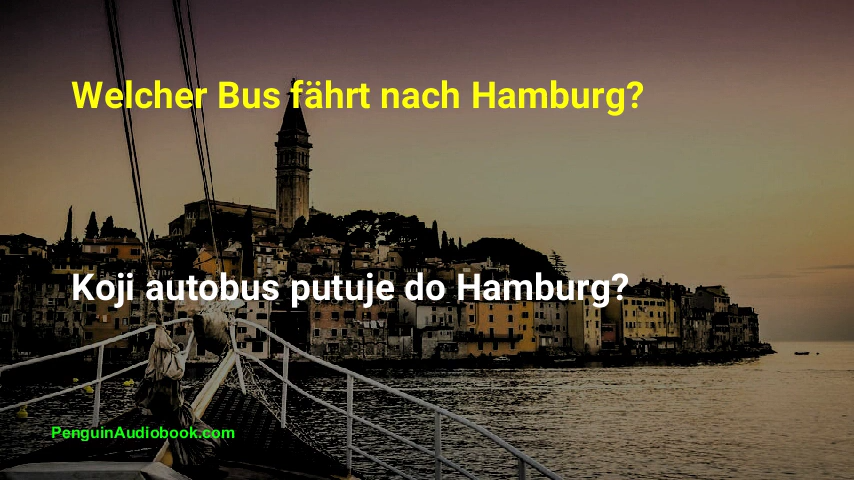 Welcher Bus fährt nach Hamburg?
Koji autobus putuje do Hamburg?
PenguinAudiobook.com